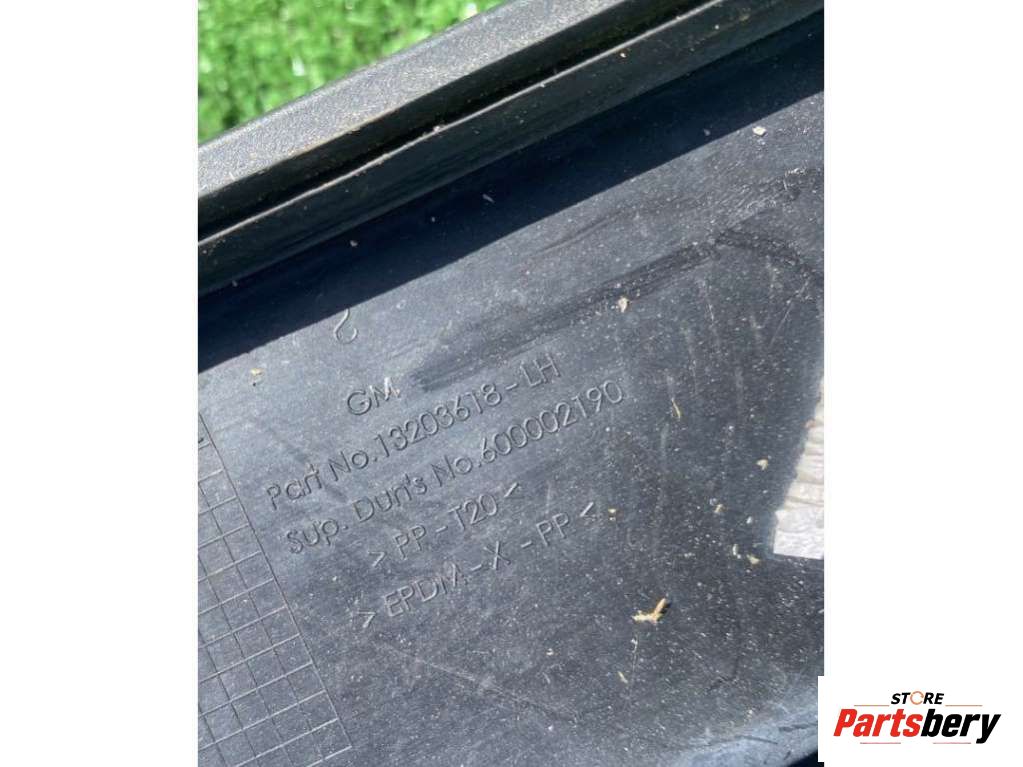 GM
Part No.13203618-LH
Sup. Dun's No.600002190
>PP-T20<
>EPDM-X-PP<
STORE
Partsbery